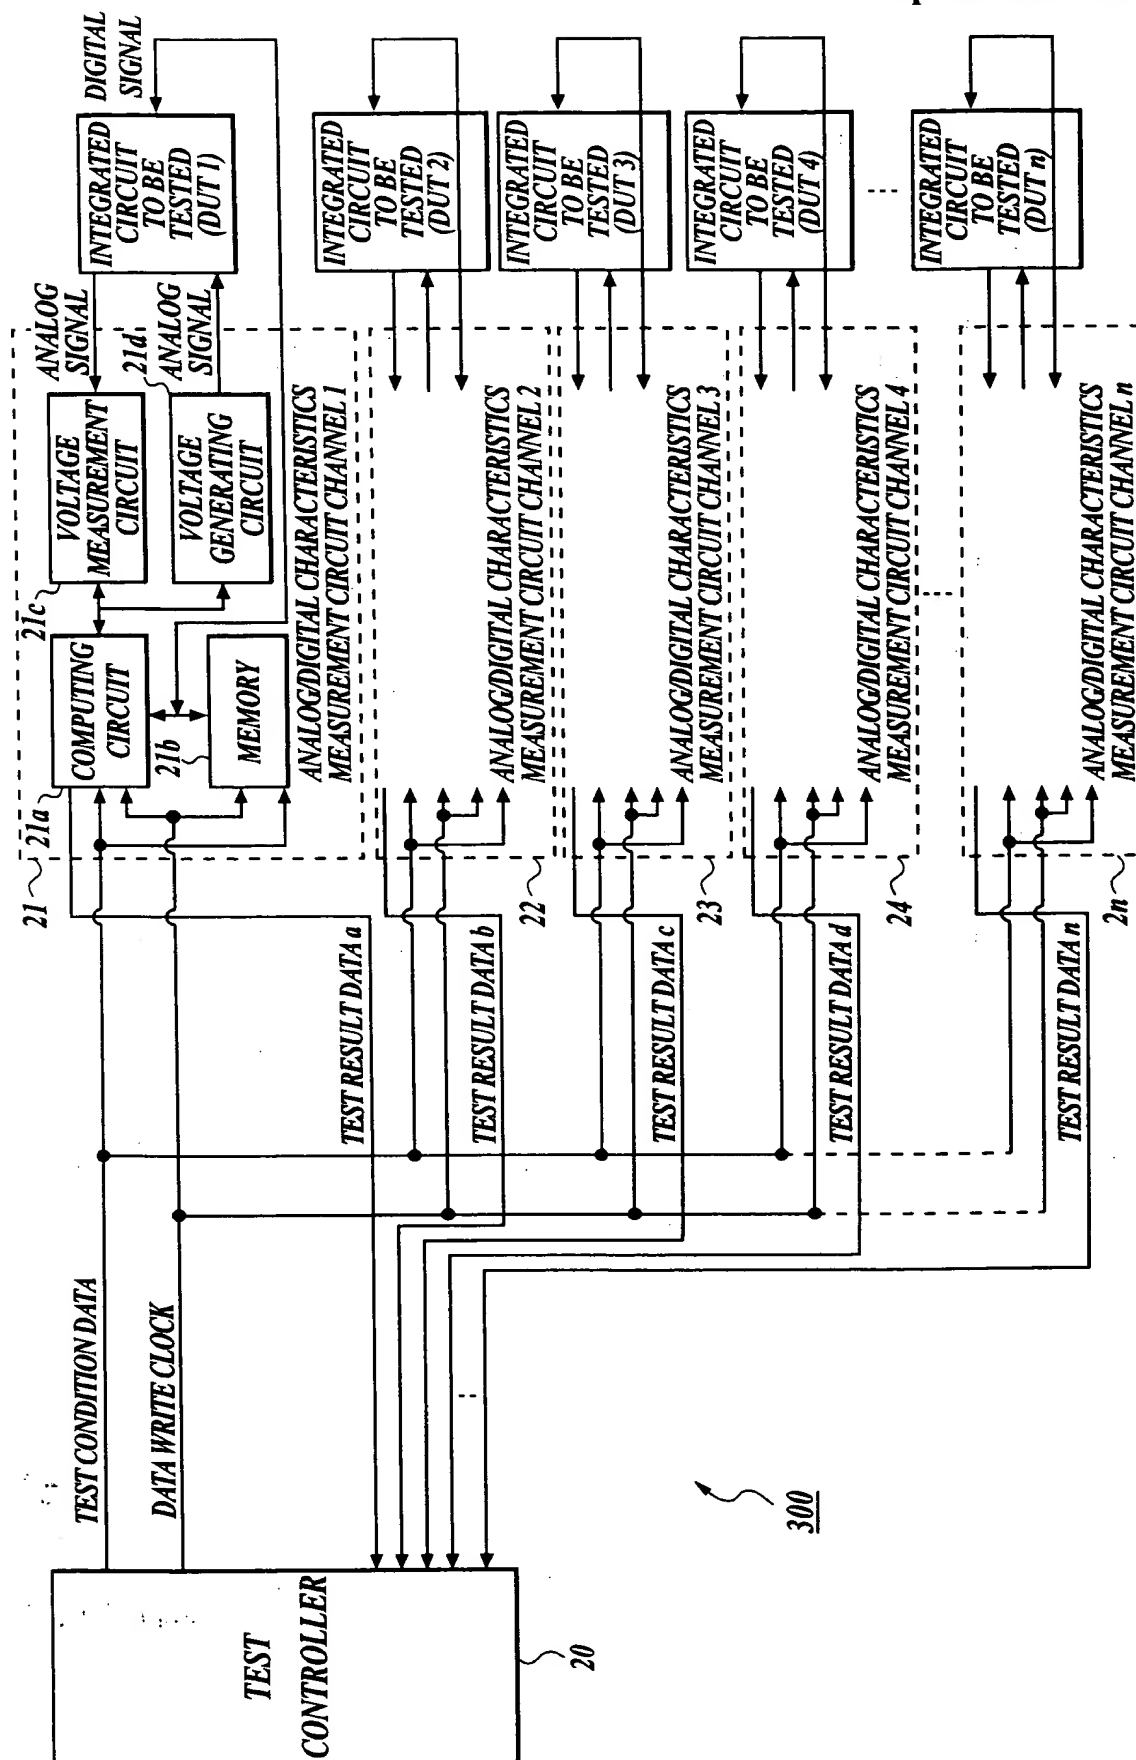 TEST
CONTROLLER
20
TEST CONDITION DATA
DATA WRITE CLOCK
300
TEST RESULT DATA a
TEST RESULT DATA b
TEST RESULT DATA c
TEST RESULT DATA d
TEST RESULT DATA n
21
21a
COMPUTING
CIRCUIT
21b
MEMORY
21c
VOLTAGE
MEASUREMENT
CIRCUIT
21d
VOLTAGE
GENERATING
CIRCUIT
ANALOG
SIGNAL
ANALOG
SIGNAL
DIGITAL
SIGNAL
INTEGRATED
CIRCUIT
TO BE
TESTED
(DUT 1)
ANALOG/DIGITAL CHARACTERISTICS
MEASUREMENT CIRCUIT CHANNEL 1
22
ANALOG/DIGITAL CHARACTERISTICS
MEASUREMENT CIRCUIT CHANNEL 2
INTEGRATED
CIRCUIT
TO BE
TESTED
(DUT 2)
23
ANALOG/DIGITAL CHARACTERISTICS
MEASUREMENT CIRCUIT CHANNEL 3
INTEGRATED
CIRCUIT
TO BE
TESTED
(DUT 3)
24
ANALOG/DIGITAL CHARACTERISTICS
MEASUREMENT CIRCUIT CHANNEL 4
INTEGRATED
CIRCUIT
TO BE
TESTED
(DUT 4)
2n
ANALOG/DIGITAL CHARACTERISTICS
MEASUREMENT CIRCUIT CHANNEL n
INTEGRATED
CIRCUIT
TO BE
TESTED
(DUT n)